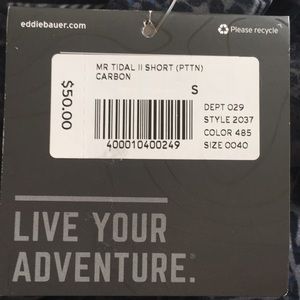 eddiebauer.com
Please recycle
MR TIDAL II SHORT (PTTN)
CARBON
S
$50.00
DEPT 029
STYLE 2037
COLOR 485
SIZE 0040
400010400249
LIVE YOUR
ADVENTURE.